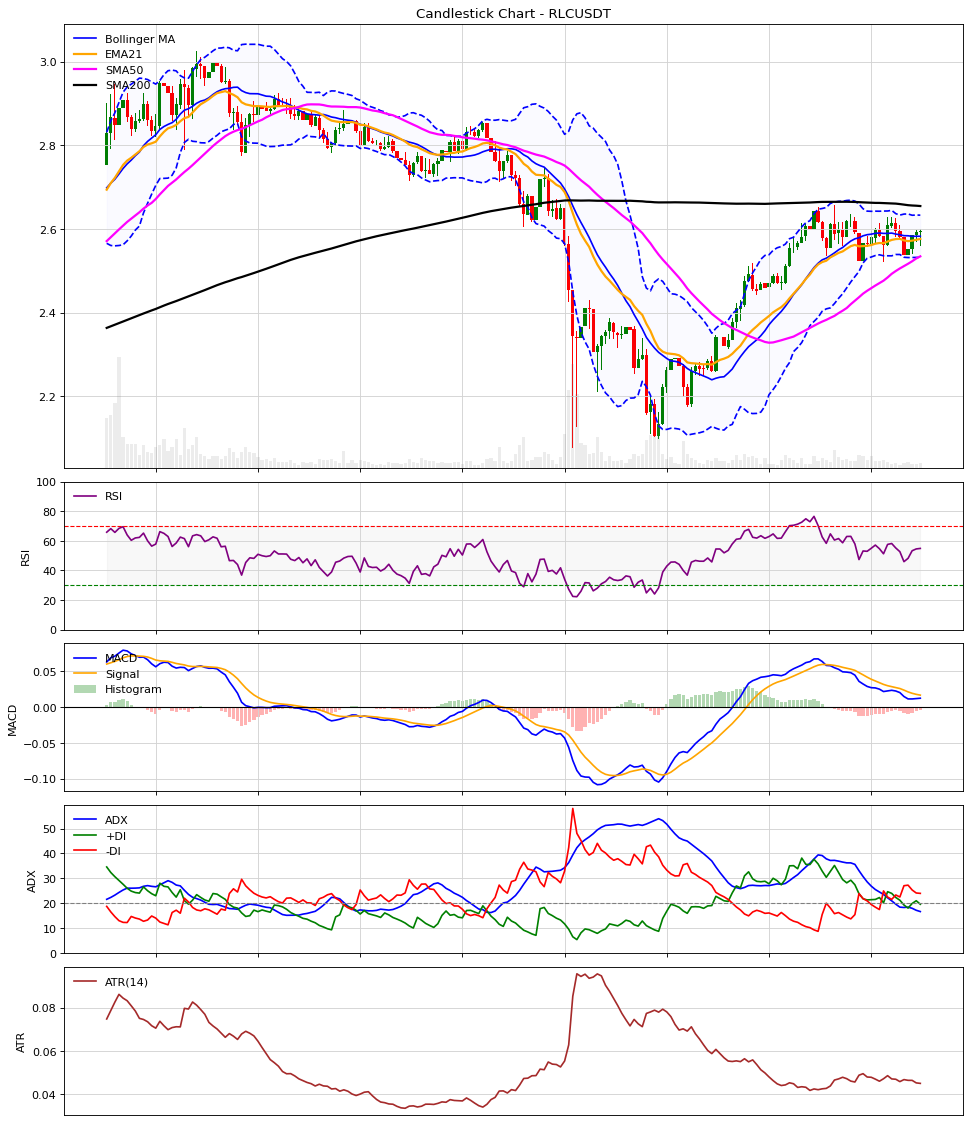 Candlestick Chart - RLCUSDT
Bollinger MA
EMA21
SMA50
SMA200
3.0
2.8
2.6
2.4
2.2
RSI
100
80
60
40
20
0
RSI
MACD
Signal
Histogram
0.05
0.00
−0.05
−0.10
MACD
ADX
+DI
-DI
50
40
30
20
10
0
ADX
ATR(14)
0.08
0.06
0.04
ATR